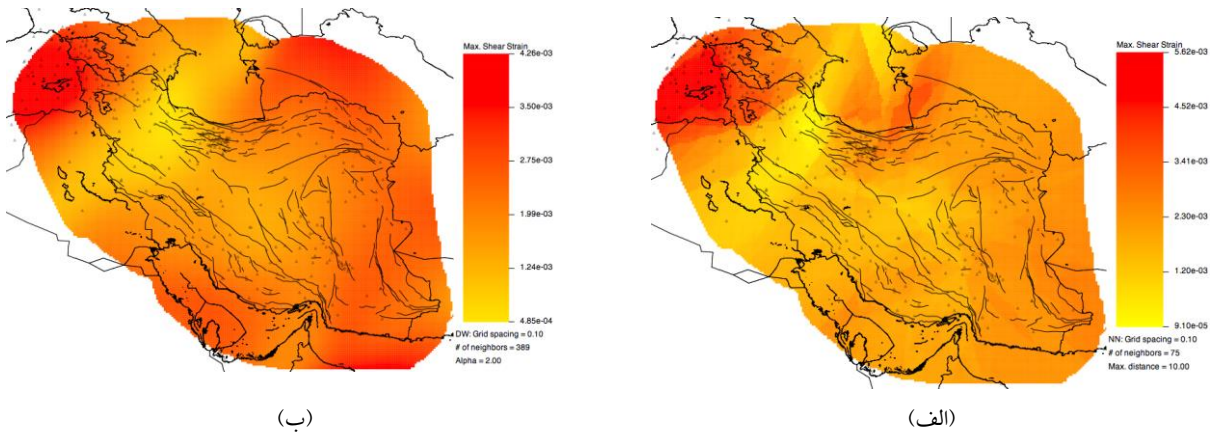 Max. Shear Strain
4.26e-03
3.50e-03
2.75e-03
1.99e-03
1.24e-03
4.85e-04
DW: Grid spacing = 0.10
# of neighbors = 389
Alpha = 2.00
(ب)
Max. Shear Strain
5.62e-03
4.52e-03
3.41e-03
2.30e-03
1.20e-03
9.10e-05
NN: Grid spacing = 0.10
# of neighbors = 75
Max. distance = 10.00
(الف)